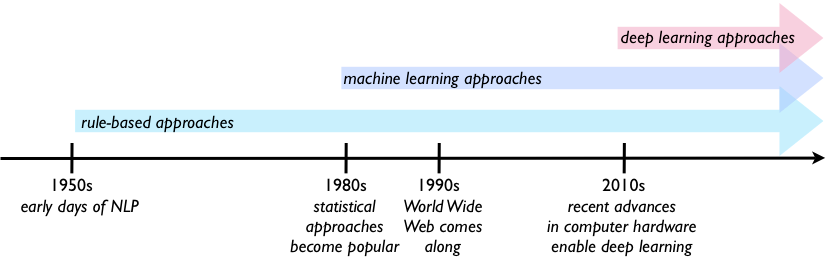 deep learning approaches
machine learning approaches
rule-based approaches
1950s
early days of NLP
1980s
statistical
approaches
become popular
1990s
World Wide
Web comes
along
2010s
recent advances
in computer hardware
enable deep learning